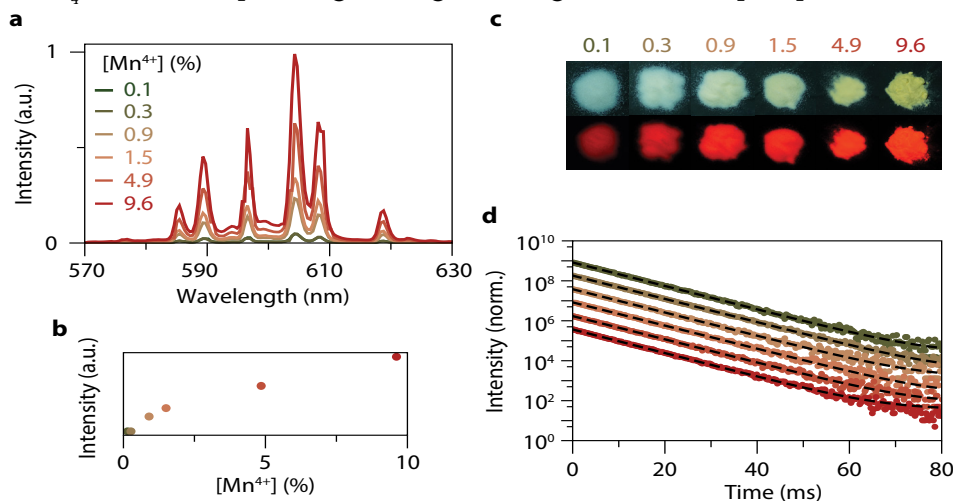 a
1
Intensity (a.u.)
0
[Mn⁴⁺] (%)
0.1
0.3
0.9
1.5
4.9
9.6
570 590 610 630
Wavelength (nm)
b
Intensity (a.u.)
0 5 10
[Mn⁴⁺] (%)
c
0.1 0.3 0.9 1.5 4.9 9.6
d
Intensity (norm.)
10¹⁰
10⁸
10⁶
10⁴
10²
10⁰
0 20 40 60 80
Time (ms)